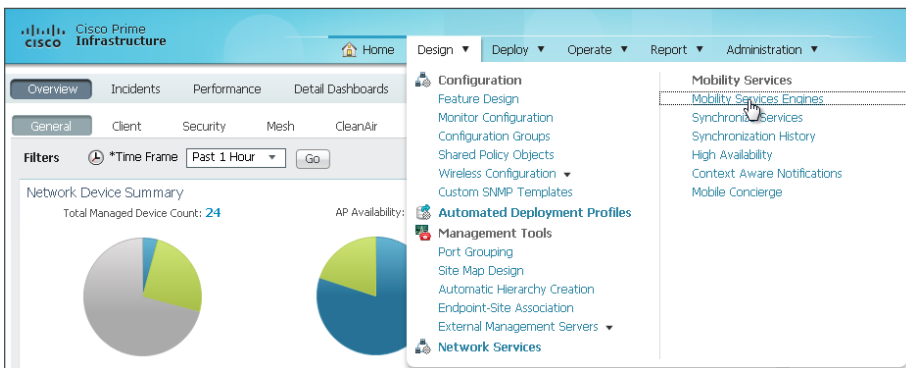 Cisco Prime
CISCO Infrastructure
Home Design ▼ Deploy ▼ Operate ▼ Report ▼ Administration ▼
Overview Incidents Performance Detail Dashboards
General Client Security Mesh CleanAir
Filters *Time Frame Past 1 Hour Go
Network Device Summary
Total Managed Device Count: 24
AP Availability:
Configuration
Feature Design
Monitor Configuration
Configuration Groups
Shared Policy Objects
Wireless Configuration
Custom SNMP Templates
Automated Deployment Profiles
Management Tools
Port Grouping
Site Map Design
Automatic Hierarchy Creation
Endpoint-Site Association
External Management Servers
Network Services
Mobility Services
Mobility Services Engines
Synchronize Services
Synchronization History
High Availability
Context Aware Notifications
Mobile Concierge